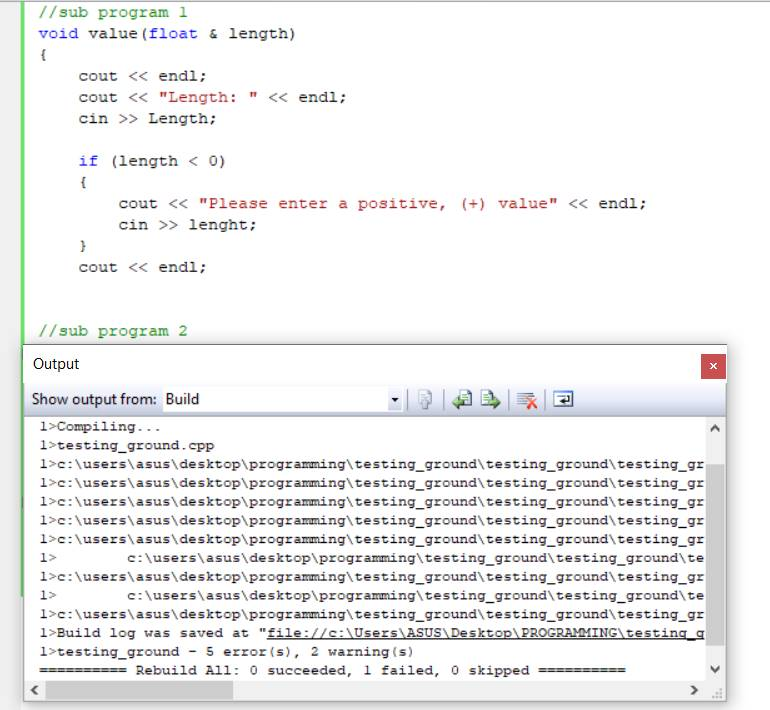 //sub program 1
void value(float & length)
{
    cout << endl;
    cout << "Length: " << endl;
    cin >> Length;
    if (length < 0)
    {
        cout << "Please enter a positive, (+) value" << endl;
        cin >> lenght;
    }
    cout << endl;
//sub program 2
Output
×
Show output from: Build
1>Compiling...
1>testing_ground.cpp
1>c:\users\asus\desktop\programming\testing_ground\testing_ground\testing_gr
1>c:\users\asus\desktop\programming\testing_ground\testing_ground\testing_gr
1>c:\users\asus\desktop\programming\testing_ground\testing_ground\testing_gr
1>c:\users\asus\desktop\programming\testing_ground\testing_ground\testing_gr
1>c:\users\asus\desktop\programming\testing_ground\testing_ground\testing_gr
1>        c:\users\asus\desktop\programming\testing_ground\testing_ground\te
1>c:\users\asus\desktop\programming\testing_ground\testing_ground\testing_gr
1>        c:\users\asus\desktop\programming\testing_ground\testing_ground\te
1>c:\users\asus\desktop\programming\testing_ground\testing_ground\testing_gr
1>Build log was saved at "file://c:\Users\ASUS\Desktop\PROGRAMMING\testing_g
1>testing_ground - 5 error(s), 2 warning(s)
========== Rebuild All: 0 succeeded, 1 failed, 0 skipped ==========